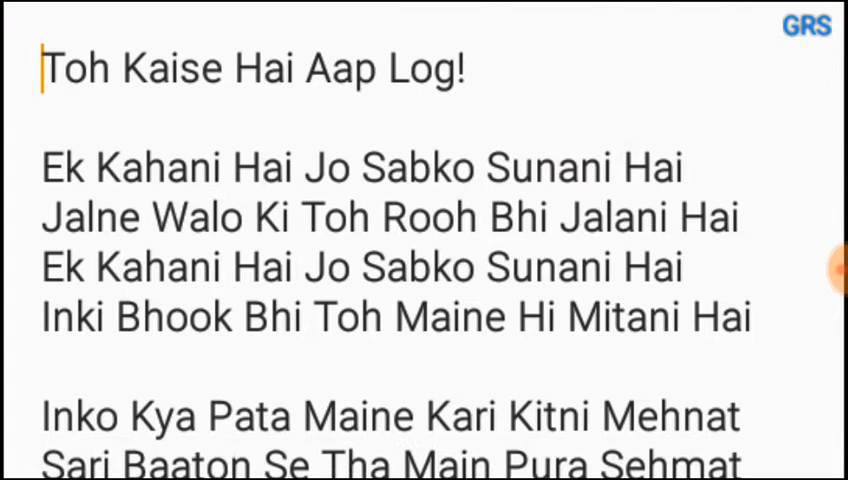 GRS
Toh Kaise Hai Aap Log!
Ek Kahani Hai Jo Sabko Sunani Hai
Jalne Walo Ki Toh Rooh Bhi Jalani Hai
Ek Kahani Hai Jo Sabko Sunani Hai
Inki Bhook Bhi Toh Maine Hi Mitani Hai
Inko Kya Pata Maine Kari Kitni Mehnat
Sari Baaton Se Tha Main Pura Sehmat